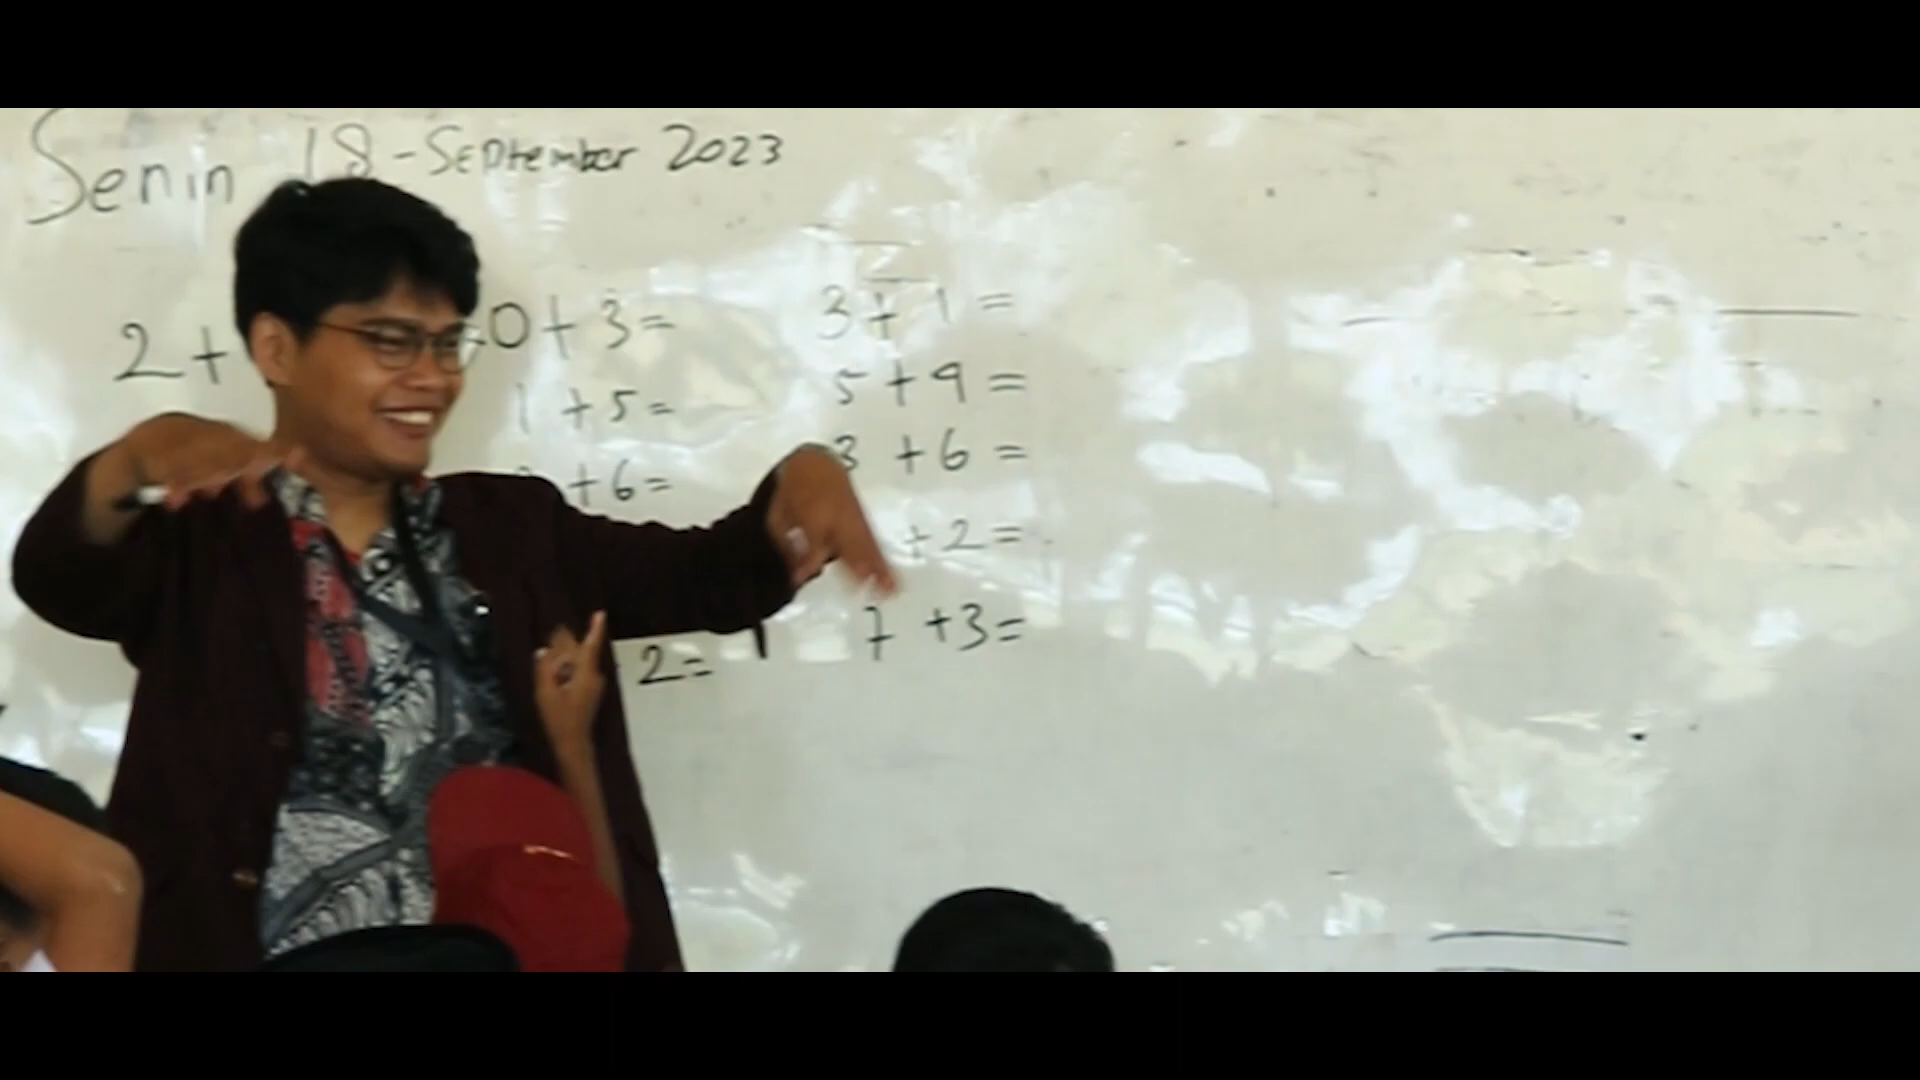 Senin 18 - September 2023
2 +
0 + 3 =
1 + 5 =
+ 6 =
2 =
3 + 1 =
5 + 9 =
3 + 6 =
+ 2 =
7 + 3 =